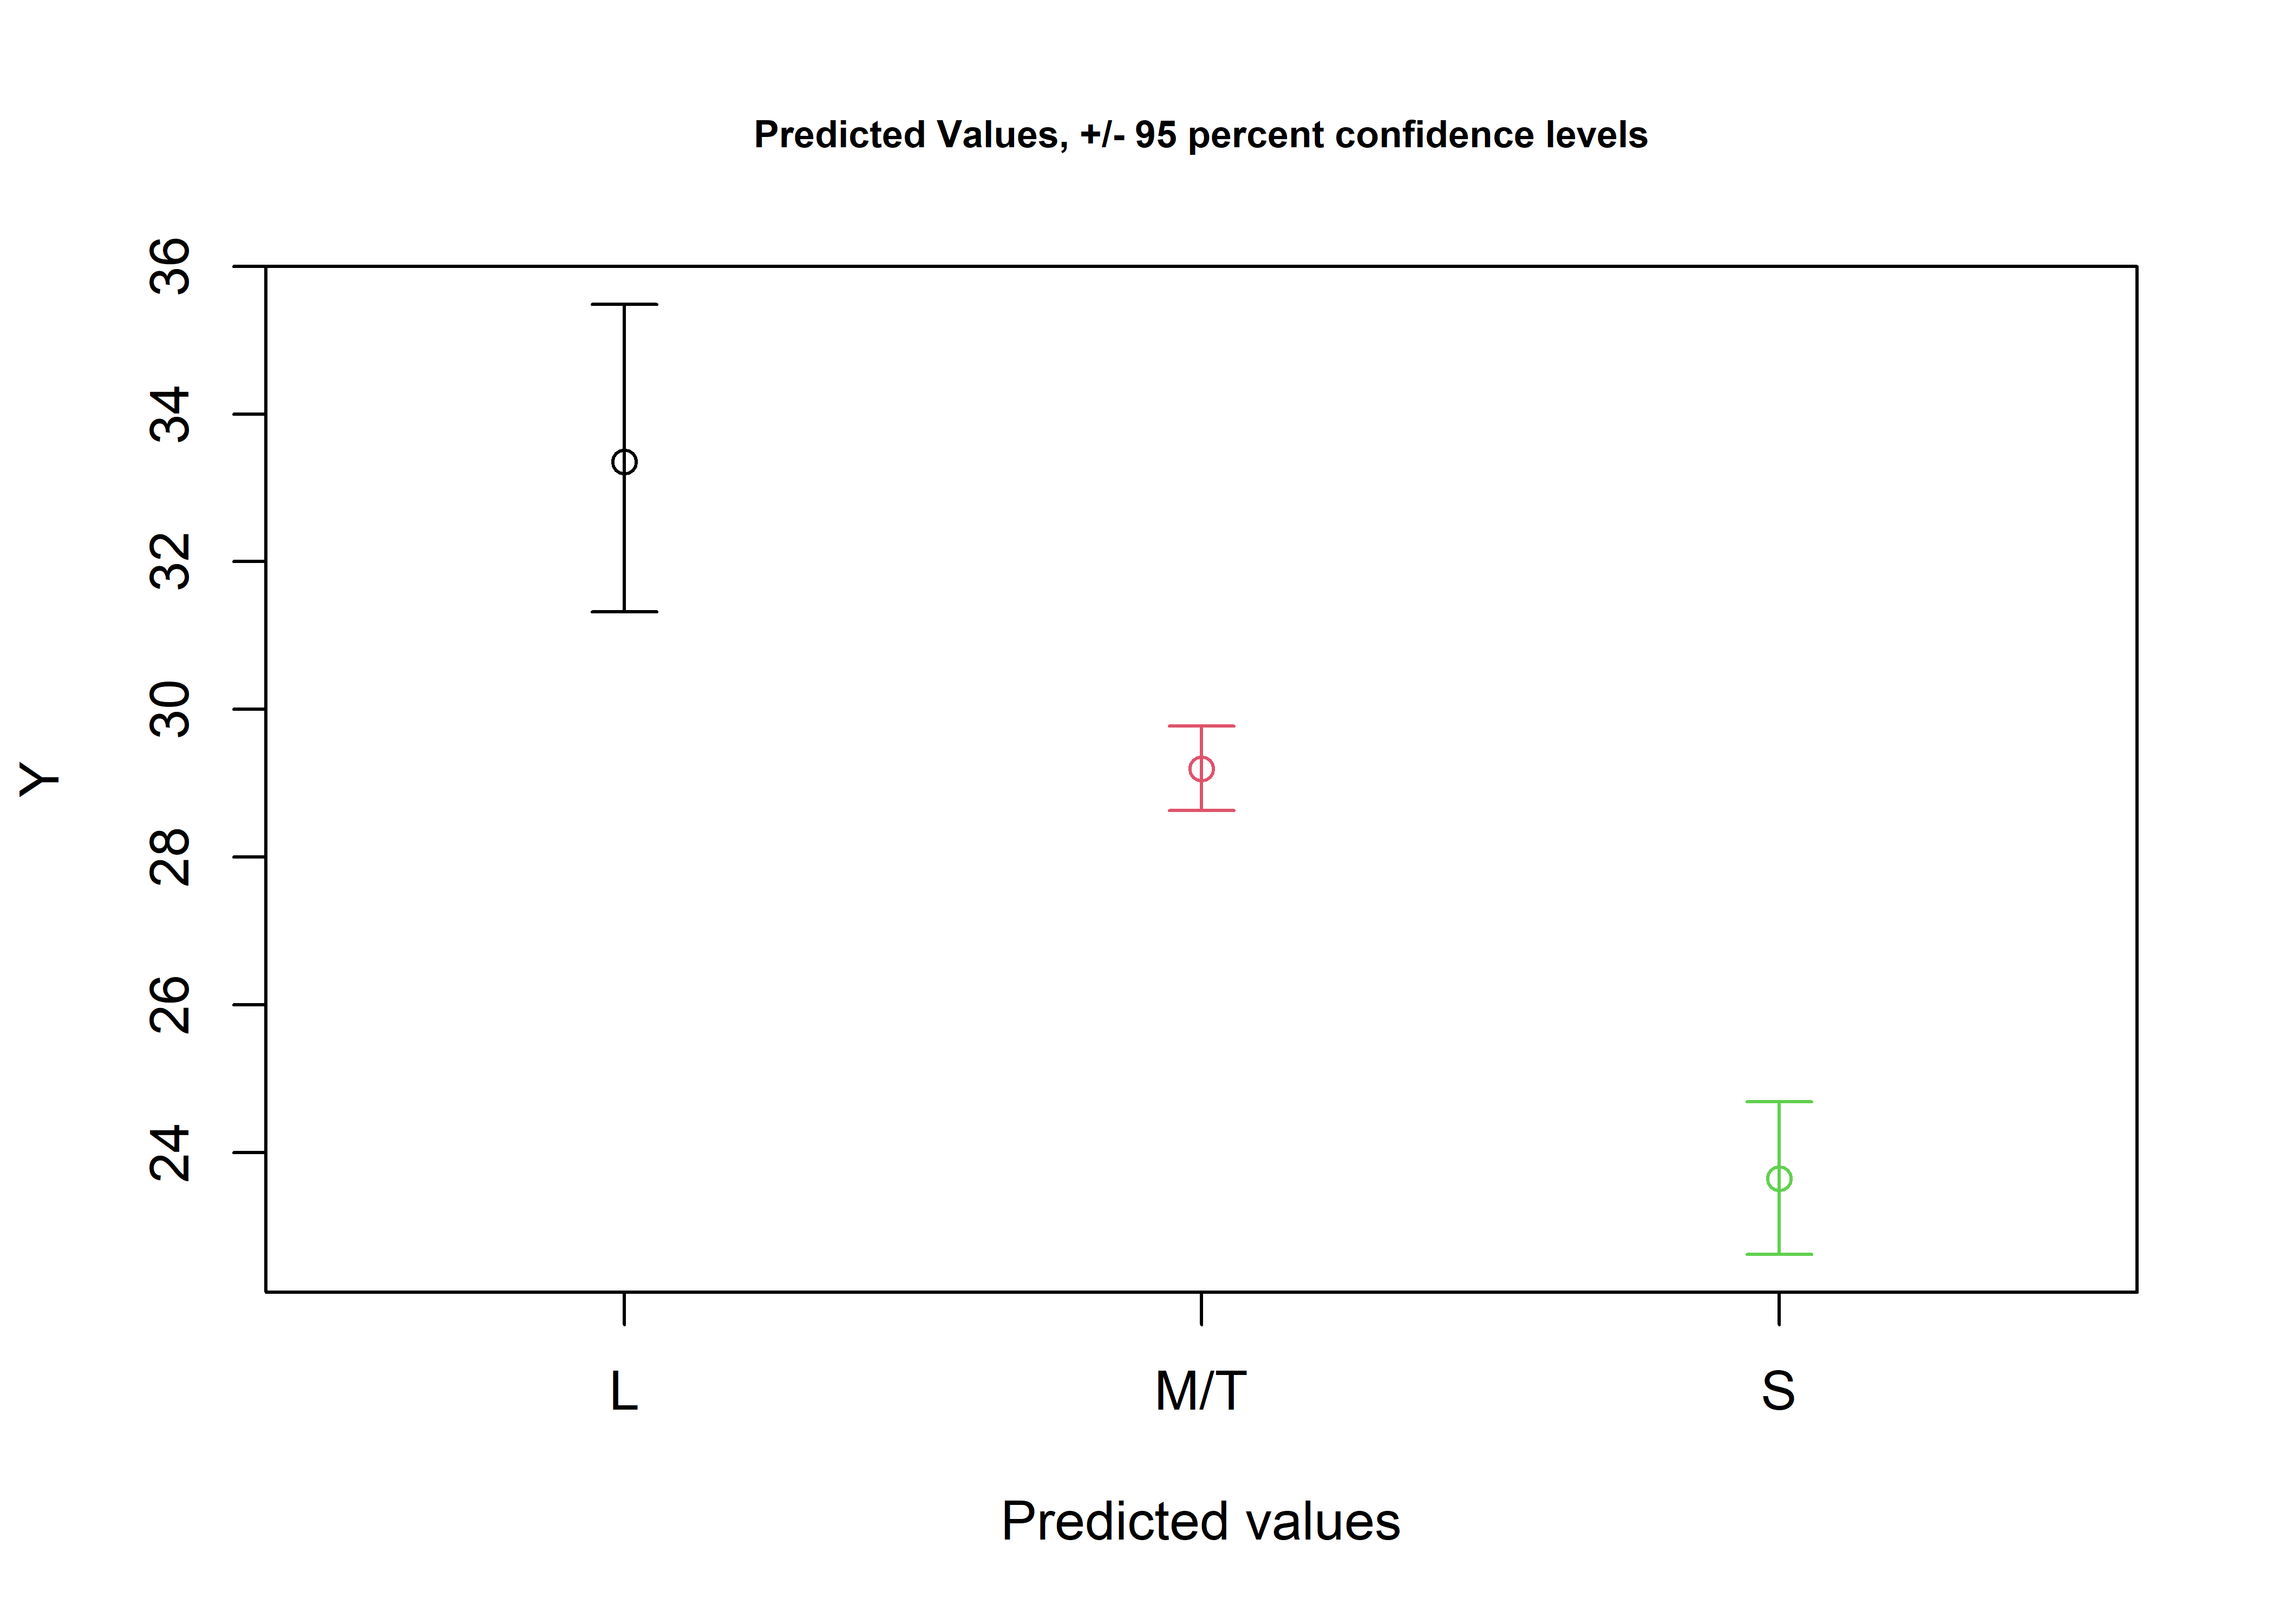 Predicted Values, +/- 95 percent confidence levels
36
34
32
30
28
26
24
Y
L M/T S
Predicted values